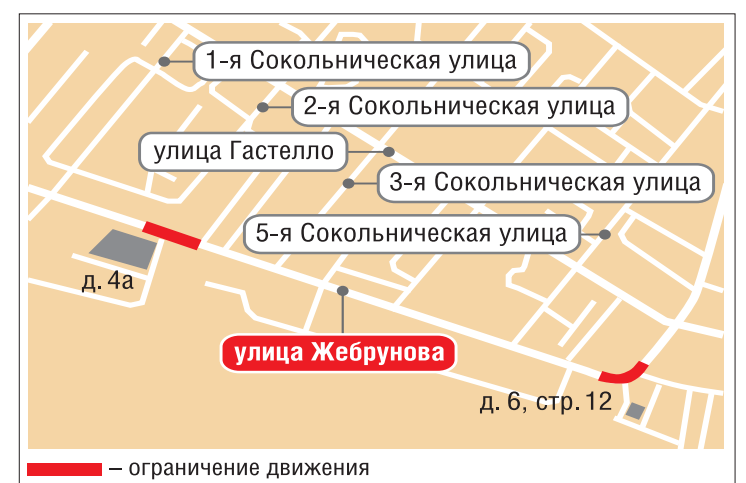 1-я Сокольническая улица
2-я Сокольническая улица
улица Гастелло
3-я Сокольническая улица
5-я Сокольническая улица
д. 4а
улица Жебрунова
д. 6, стр. 12
– ограничение движения